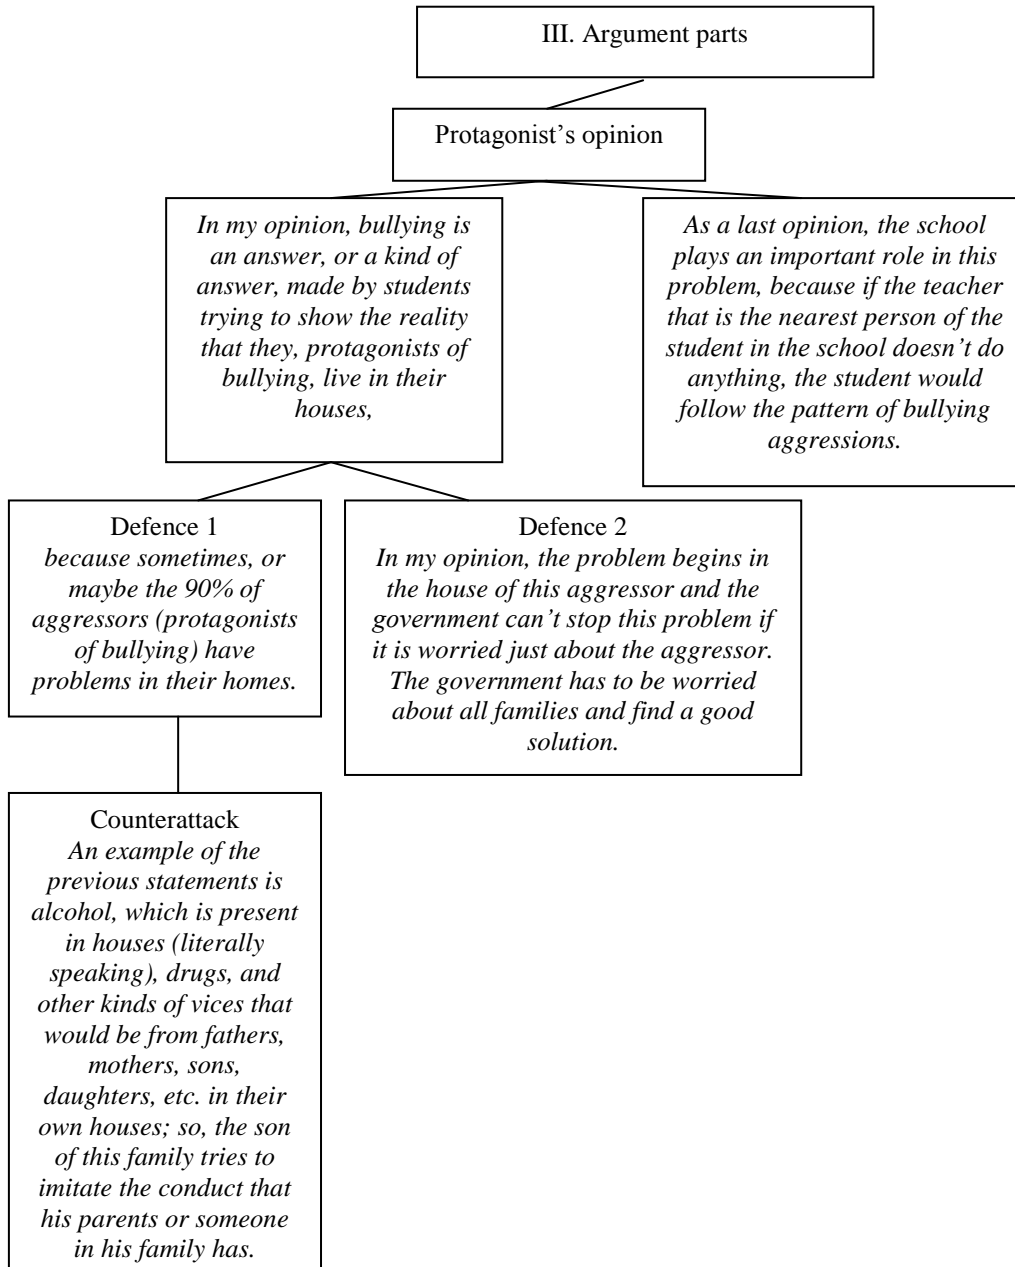 III. Argument parts
Protagonist’s opinion
In my opinion, bullying is
an answer, or a kind of
answer, made by students
trying to show the reality
that they, protagonists of
bullying, live in their
houses,
As a last opinion, the school
plays an important role in this
problem, because if the teacher
that is the nearest person of the
student in the school doesn’t do
anything, the student would
follow the pattern of bullying
aggressions.
Defence 1
because sometimes, or
maybe the 90% of
aggressors (protagonists
of bullying) have
problems in their homes.
Defence 2
In my opinion, the problem begins in
the house of this aggressor and the
government can’t stop this problem if
it is worried just about the aggressor.
The government has to be worried
about all families and find a good
solution.
Counterattack
An example of the
previous statements is
alcohol, which is present
in houses (literally
speaking), drugs, and
other kinds of vices that
would be from fathers,
mothers, sons,
daughters, etc. in their
own houses; so, the son
of this family tries to
imitate the conduct that
his parents or someone
in his family has.